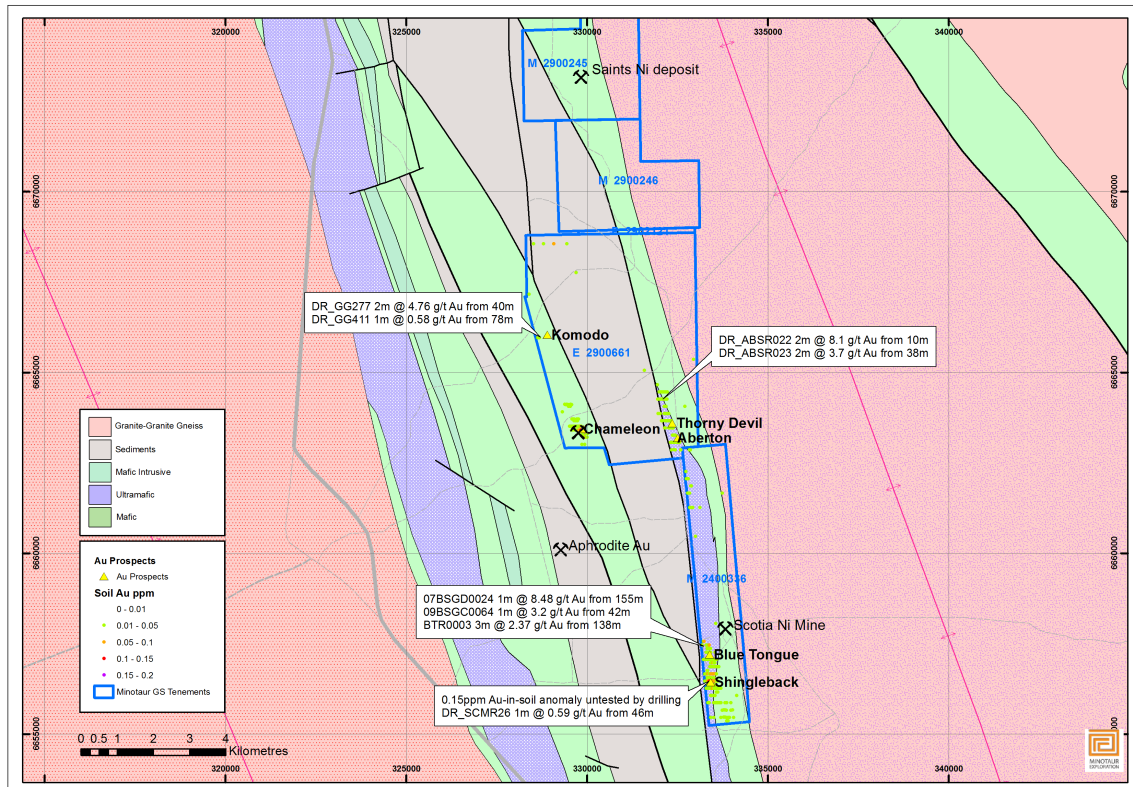 320000
325000
330000
335000
340000
M 2900245
Saints Ni deposit
6670000
6670000
M 2900246
DR_GG277 2m @ 4.76 g/t Au from 40m
DR_GG411 1m @ 0.58 g/t Au from 78m
Komodo
E 2900661
DR_ABSR022 2m @ 8.1 g/t Au from 10m
DR_ABSR023 2m @ 3.7 g/t Au from 38m
6665000
6665000
Chameleon
Thorny Devil
Aberton
Granite-Granite Gneiss
Sediments
Mafic Intrusive
Ultramafic
Mafic
Aphrodite Au
6660000
6660000
M 2400336
Au Prospects
Au Prospects
Soil Au ppm
0 - 0.01
0.01 - 0.05
0.05 - 0.1
0.1 - 0.15
0.15 - 0.2
Minotaur GS Tenements
07BSGD0024 1m @ 8.48 g/t Au from 155m
09BSGC0064 1m @ 3.2 g/t Au from 42m
BTR0003 3m @ 2.37 g/t Au from 138m
Scotia Ni Mine
Blue Tongue
Shingleback
0.15ppm Au-in-soil anomaly untested by drilling
DR_SCMR26 1m @ 0.59 g/t Au from 46m
6655000
6655000
0 0.5 1 2 3 4
Kilometres
MINOTAUR
EXPLORATION
320000
325000
330000
335000
340000